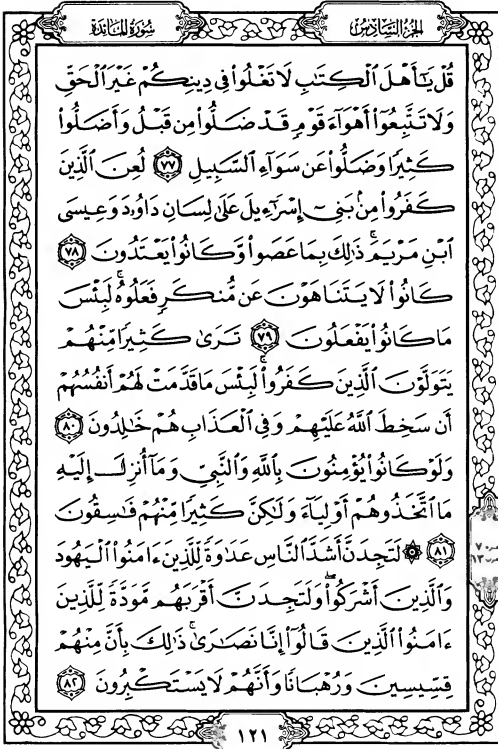 الجزء السادس
سورة المائدة
قُلْ يَٰٓأَهْلَ ٱلْكِتَٰبِ لَا تَغْلُوا۟ فِى دِينِكُمْ غَيْرَ ٱلْحَقِّ
وَلَا تَتَّبِعُوٓا۟ أَهْوَآءَ قَوْمٍ قَدْ ضَلُّوا۟ مِن قَبْلُ وَأَضَلُّوا۟
كَثِيرًا وَضَلُّوا۟ عَن سَوَآءِ ٱلسَّبِيلِ ٧٧ لُعِنَ ٱلَّذِينَ
كَفَرُوا۟ مِنۢ بَنِىٓ إِسْرَٰٓءِيلَ عَلَىٰ لِسَانِ دَاوُۥدَ وَعِيسَى
ٱبْنِ مَرْيَمَ ۚ ذَٰلِكَ بِمَا عَصَوا۟ وَّكَانُوا۟ يَعْتَدُونَ ٧٨
كَانُوا۟ لَا يَتَنَاهَوْنَ عَن مُّنكَرٍ فَعَلُوهُ ۚ لَبِئْسَ
مَا كَانُوا۟ يَفْعَلُونَ ٧٩ تَرَىٰ كَثِيرًا مِّنْهُمْ
يَتَوَلَّوْنَ ٱلَّذِينَ كَفَرُوا۟ ۚ لَبِئْسَ مَا قَدَّمَتْ لَهُمْ أَنفُسُهُمْ
أَن سَخِطَ ٱللَّهُ عَلَيْهِمْ وَفِى ٱلْعَذَابِ هُمْ خَٰلِدُونَ ٨٠
وَلَوْ كَانُوا۟ يُؤْمِنُونَ بِٱللَّهِ وَٱلنَّبِىِّ وَمَآ أُنزِلَ إِلَيْهِ
مَا ٱتَّخَذُوهُمْ أَوْلِيَآءَ وَلَٰكِنَّ كَثِيرًا مِّنْهُمْ فَٰسِقُونَ
٨١ ۞ لَتَجِدَنَّ أَشَدَّ ٱلنَّاسِ عَدَٰوَةً لِّلَّذِينَ ءَامَنُوا۟ ٱلْيَهُودَ
وَٱلَّذِينَ أَشْرَكُوا۟ ۖ وَلَتَجِدَنَّ أَقْرَبَهُم مَّوَدَّةً لِّلَّذِينَ
ءَامَنُوا۟ ٱلَّذِينَ قَالُوٓا۟ إِنَّا نَصَٰرَىٰ ۚ ذَٰلِكَ بِأَنَّ مِنْهُمْ
قِسِّيسِينَ وَرُهْبَانًا وَأَنَّهُمْ لَا يَسْتَكْبِرُونَ ٨٢
١٢١